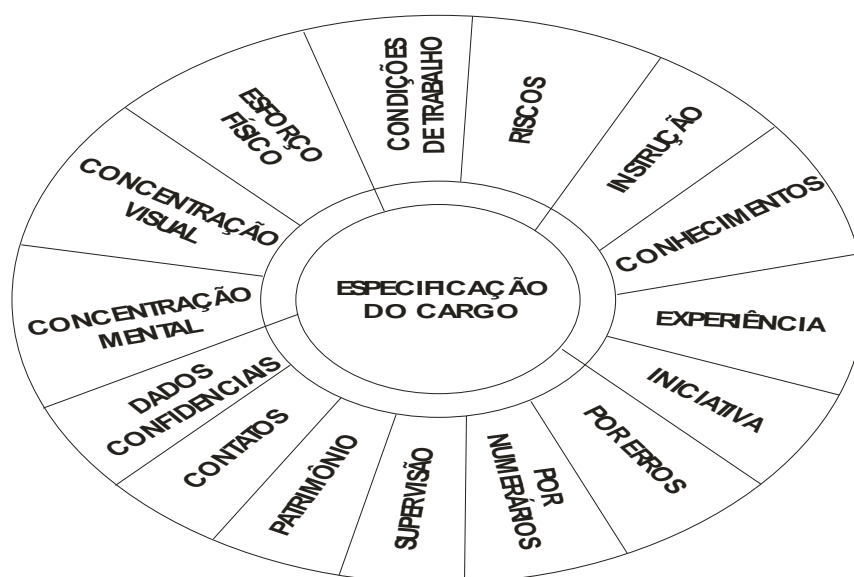 ESPECIFICAÇÃO
DO CARGO
CONDIÇÕES
DE TRABALHO
RISCOS
INSTRUÇÃO
CONHECIMENTOS
EXPERIÊNCIA
INICIATIVA
POR ERROS
POR
NUMERÁRIOS
SUPERVISÃO
PATRIMÔNIO
CONTATOS
DADOS
CONFIDENCIAIS
CONCENTRAÇÃO
MENTAL
CONCENTRAÇÃO
VISUAL
ESFORÇO
FÍSICO